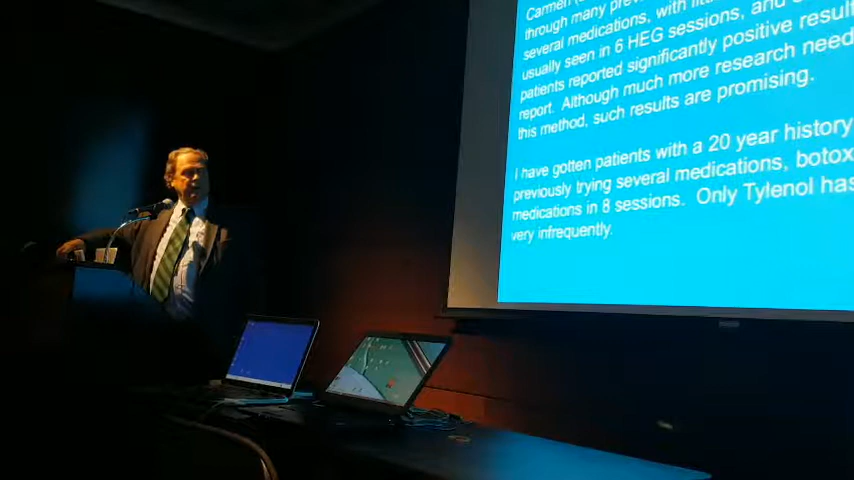 Carmen
through many
several medications, with
usually seen in 6 HEG sessions, and
patients reported significantly positive result
report. Although much more research need
this method, such results are promising.
I have gotten patients with a 20 year history
previously trying several medications, botox
medications in 8 sessions. Only Tylenol has
very infrequently.